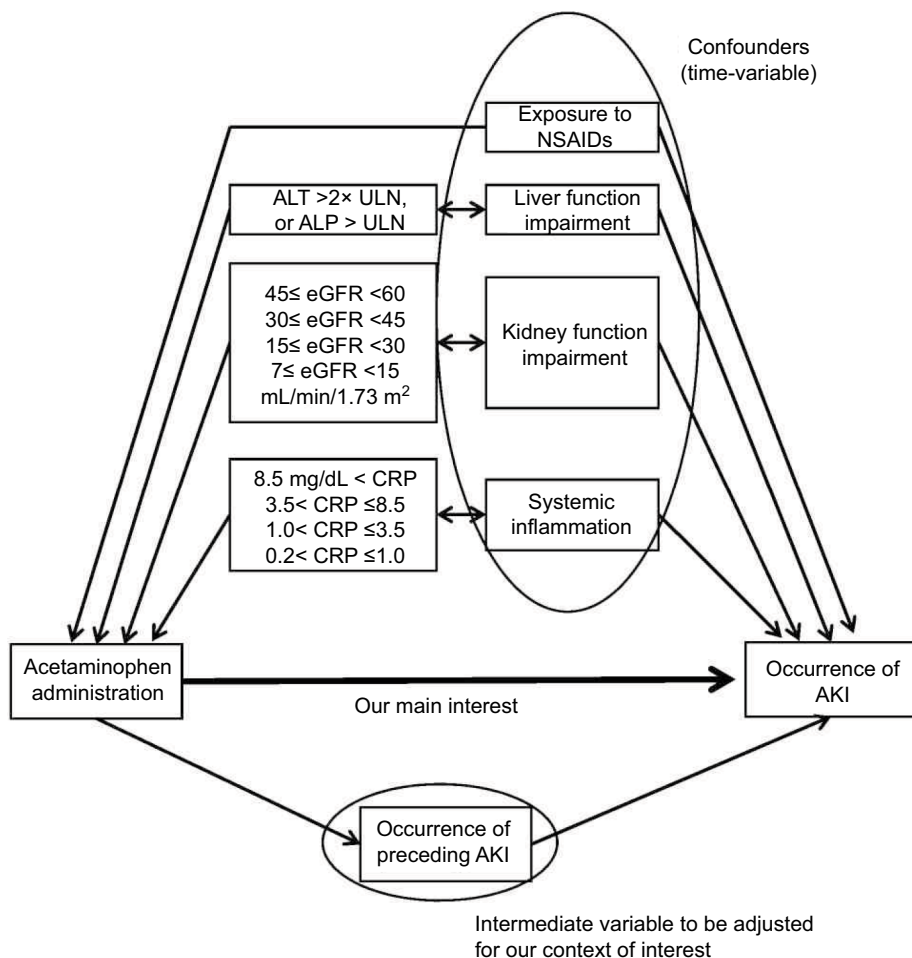 Confounders
(time-variable)
Exposure to
NSAIDs
ALT >2× ULN,
or ALP > ULN
Liver function
impairment
45≤ eGFR <60
30≤ eGFR <45
15≤ eGFR <30
7≤ eGFR <15
mL/min/1.73 m²
Kidney function
impairment
8.5 mg/dL < CRP
3.5< CRP ≤8.5
1.0< CRP ≤3.5
0.2< CRP ≤1.0
Systemic
inflammation
Acetaminophen
administration
Our main interest
Occurrence of
AKI
Occurrence of
preceding AKI
Intermediate variable to be adjusted
for our context of interest